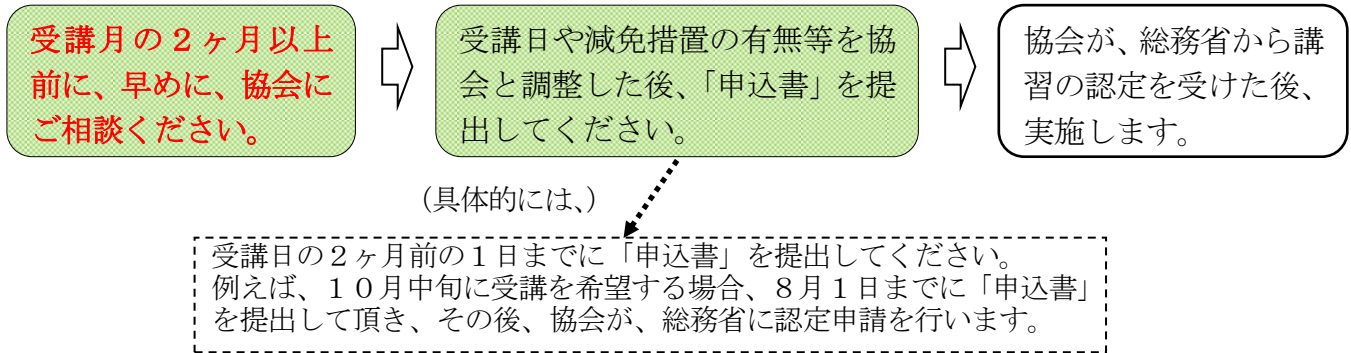 受講月の２ヶ月以上
前に、早めに、協会に
ご相談ください。
受講日や減免措置の有無等を協
会と調整した後、「申込書」を提
出してください。
協会が、総務省から講
習の認定を受けた後、
実施します。
（具体的には、）
受講日の２ヶ月前の１日までに「申込書」を提出してください。
例えば、１０月中旬に受講を希望する場合、８月１日までに「申込書」
を提出して頂き、その後、協会が、総務省に認定申請を行います。